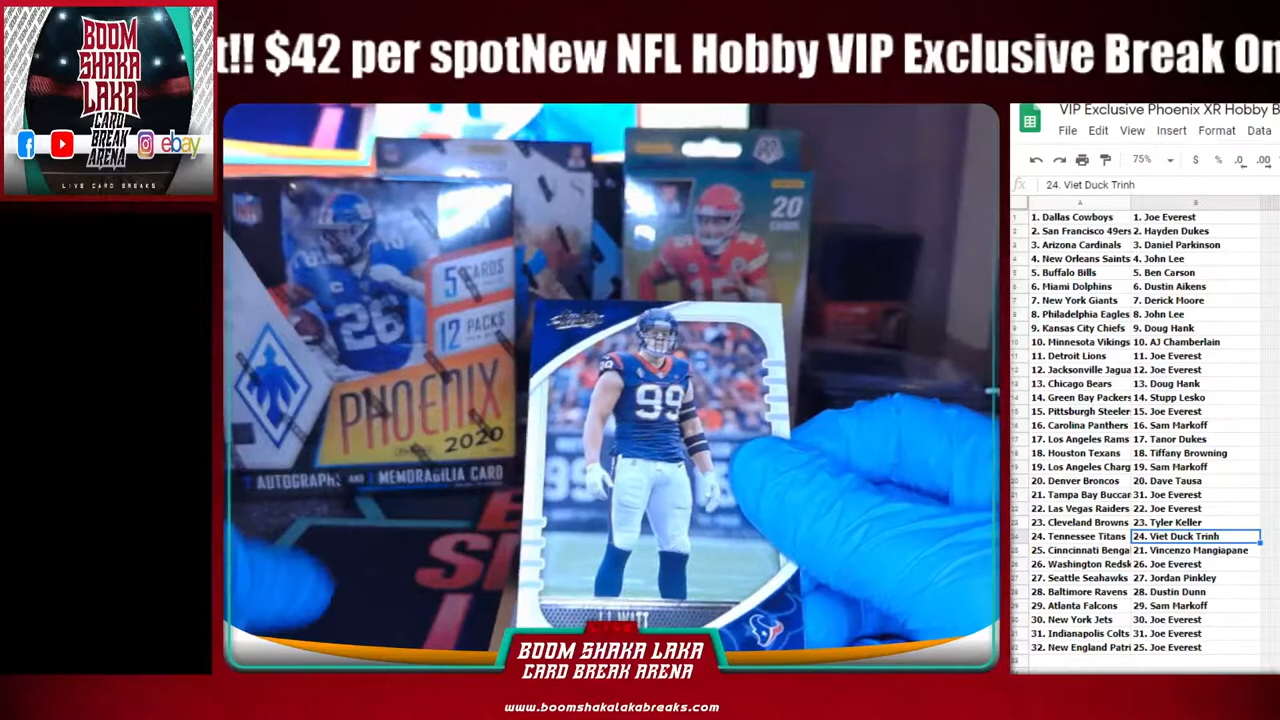 BOOM
SHAKA
LAKA
CARD
BREAK
ARENA
ebay
LIVE CARD BREAKS
t!! $42 per spotNew NFL Hobby VIP Exclusive Break On
NFL
5 CARDS
12 PACKS
26
PHOENIX
2020
AUTOGRAPHS AND 1 MEMORABILIA CARD
20
CARDS
15
99
J.J. WATT
BOOM SHAKA LAKA
CARD BREAK ARENA
www.boomshakalakabreaks.com
VIP Exclusive Phoenix XR Hobby B
File Edit View Insert Format Data
75% $ % .0 .00
fx 24. Viet Duck Trinh
A B
1. Dallas Cowboys 1. Joe Everest
2. San Francisco 49ers 2. Hayden Dukes
3. Arizona Cardinals 3. Daniel Parkinson
4. New Orleans Saints 4. John Lee
5. Buffalo Bills 5. Ben Carson
6. Miami Dolphins 6. Dustin Aikens
7. New York Giants 7. Derick Moore
8. Philadelphia Eagles 8. John Lee
9. Kansas City Chiefs 9. Doug Hank
10. Minnesota Vikings 10. AJ Chamberlain
11. Detroit Lions 11. Joe Everest
12. Jacksonville Jagua 12. Joe Everest
13. Chicago Bears 13. Doug Hank
14. Green Bay Packers 14. Stupp Lesko
15. Pittsburgh Steeler 15. Joe Everest
16. Carolina Panthers 16. Sam Markoff
17. Los Angeles Rams 17. Tanor Dukes
18. Houston Texans 18. Tiffany Browning
19. Los Angeles Charg 19. Sam Markoff
20. Denver Broncos 20. Dave Tausa
21. Tampa Bay Buccan 31. Joe Everest
22. Las Vegas Raiders 22. Joe Everest
23. Cleveland Browns 23. Tyler Keller
24. Tennessee Titans 24. Viet Duck Trinh
25. Cinncinnati Benga 21. Vincenzo Mangiapane
26. Washington Redsk 26. Joe Everest
27. Seattle Seahawks 27. Jordan Pinkley
28. Baltimore Ravens 28. Dustin Dunn
29. Atlanta Falcons 29. Sam Markoff
30. New York Jets 30. Joe Everest
31. Indianapolis Colts 31. Joe Everest
32. New England Patri 25. Joe Everest